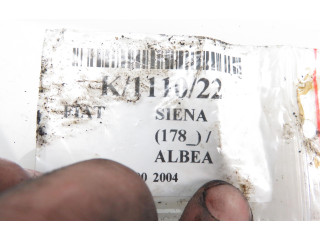 K/1110/22
FIAT SIENA
(178_) /
ALBEA
2004